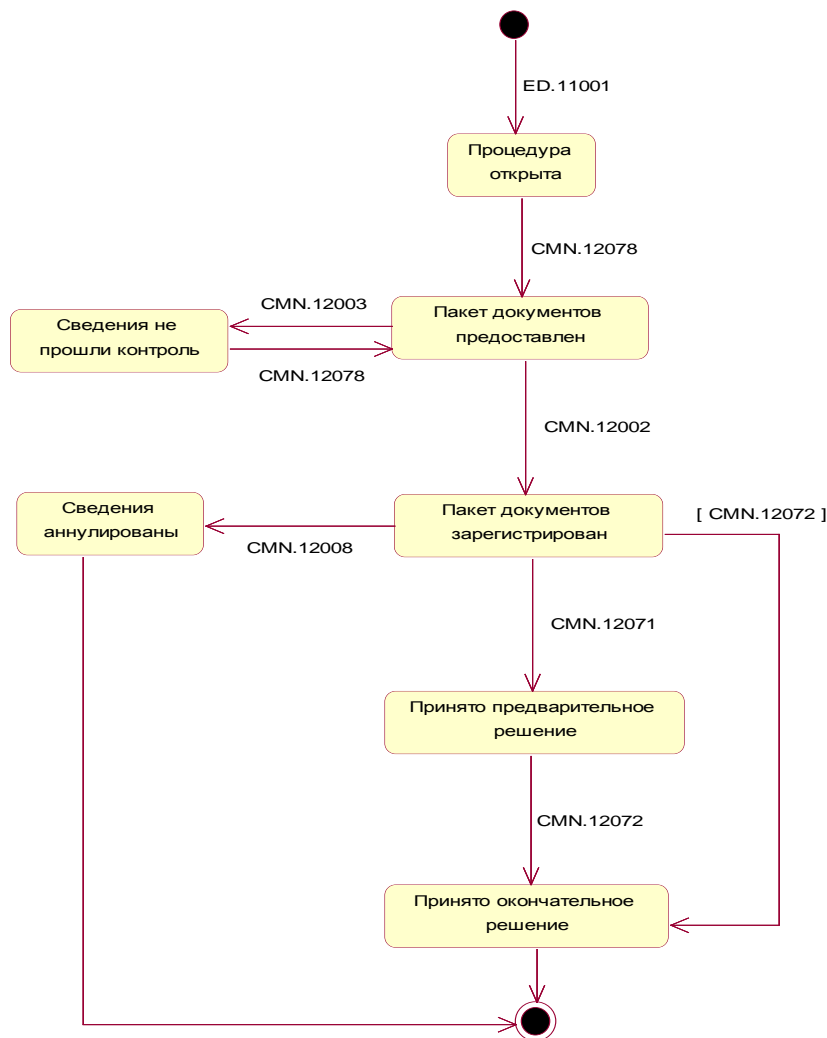 ED.11001
Процедура
открыта
CMN.12078
CMN.12003
Пакет документов
предоставлен
Сведения не
прошли контроль
CMN.12078
CMN.12002
Сведения
аннулированы
Пакет документов
зарегистрирован
[ CMN.12072 ]
CMN.12008
CMN.12071
Принято предварительное
решение
CMN.12072
Принято окончательное
решение